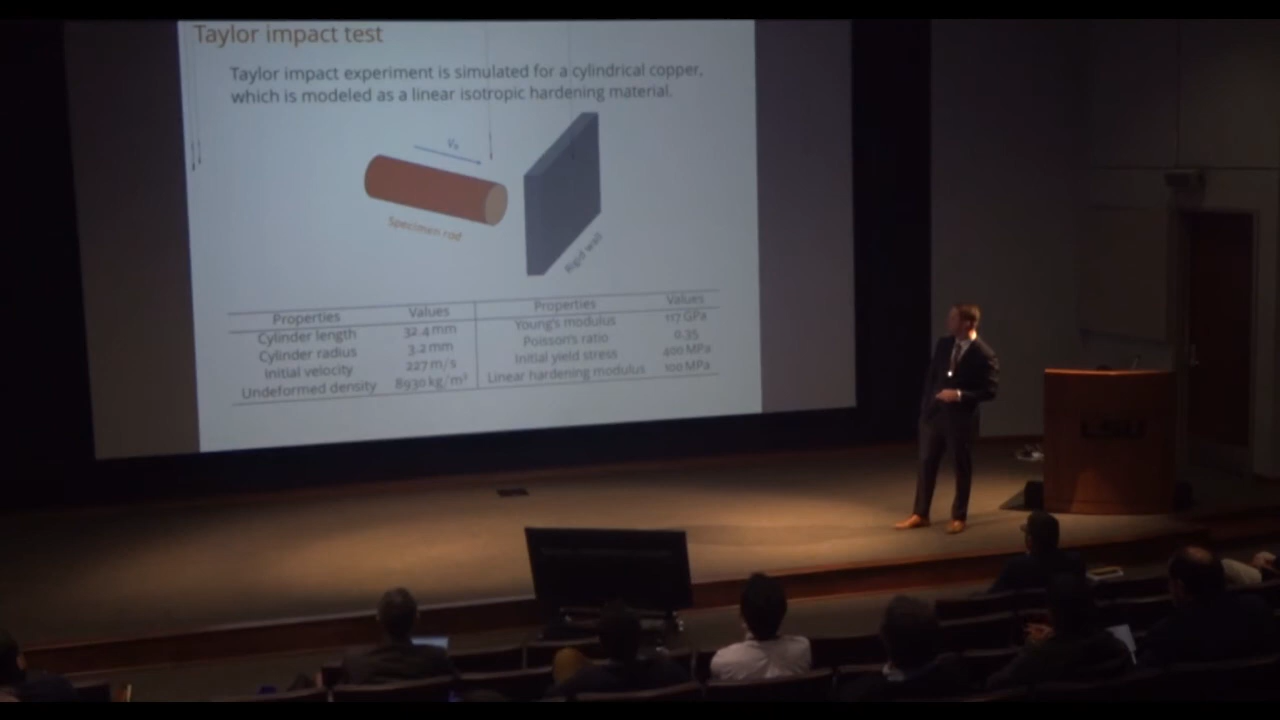 Taylor impact test
Taylor impact experiment is simulated for a cylindrical copper,
which is modeled as a linear isotropic hardening material.
V₀
Specimen rod
Rigid wall
Properties Values Properties Values
Cylinder length 32.4 mm Young's modulus 117 GPa
Cylinder radius 3.2 mm Poisson's ratio 0.35
Initial velocity 227 m/s Initial yield stress 400 MPa
Undeformed density 8930 kg/m³ Linear hardening modulus 100 MPa